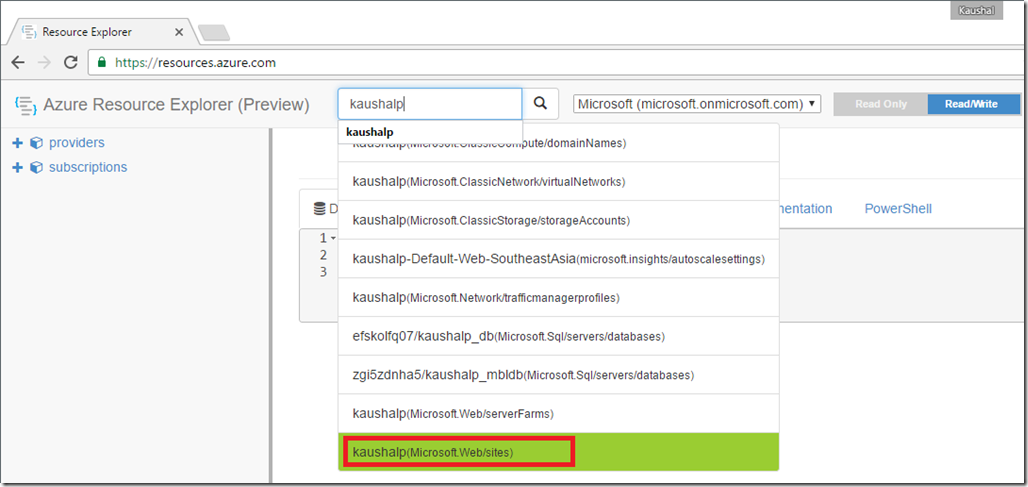 Kaushal
Resource Explorer
https://resources.azure.com
Azure Resource Explorer (Preview)
kaushalp
Microsoft (microsoft.onmicrosoft.com)
Read Only
Read/Write
kaushalp
providers
subscriptions
kaushalp(Microsoft.ClassicCompute/domainNames)
kaushalp(Microsoft.ClassicNetwork/virtualNetworks)
kaushalp(Microsoft.ClassicStorage/storageAccounts)
kaushalp-Default-Web-SoutheastAsia(microsoft.insights/autoscalesettings)
kaushalp(Microsoft.Network/trafficmanagerprofiles)
efskolfq07/kaushalp_db(Microsoft.Sql/servers/databases)
zgi5zdnha5/kaushalp_mbldb(Microsoft.Sql/servers/databases)
kaushalp(Microsoft.Web/serverFarms)
kaushalp(Microsoft.Web/sites)
D
mentation
PowerShell
1
2
3